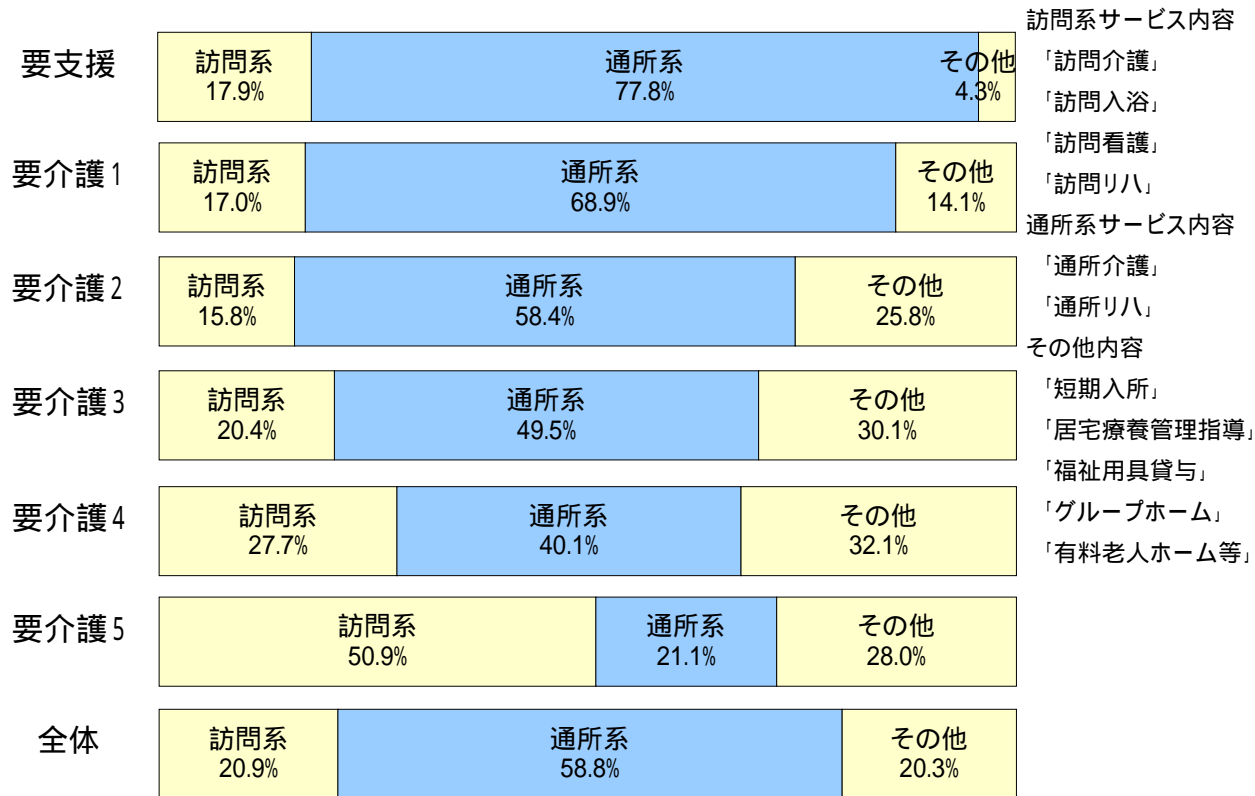 要支援
訪問系
17.9%
通所系
77.8%
その他
4.3%
要介護1
訪問系
17.0%
通所系
68.9%
その他
14.1%
要介護2
訪問系
15.8%
通所系
58.4%
その他
25.8%
要介護3
訪問系
20.4%
通所系
49.5%
その他
30.1%
要介護4
訪問系
27.7%
通所系
40.1%
その他
32.1%
要介護5
訪問系
50.9%
通所系
21.1%
その他
28.0%
全体
訪問系
20.9%
通所系
58.8%
その他
20.3%
訪問系サービス内容
「訪問介護」
「訪問入浴」
「訪問看護」
「訪問リハ」
通所系サービス内容
「通所介護」
「通所リハ」
その他内容
「短期入所」
「居宅療養管理指導」
「福祉用具貸与」
「グループホーム」
「有料老人ホーム等」